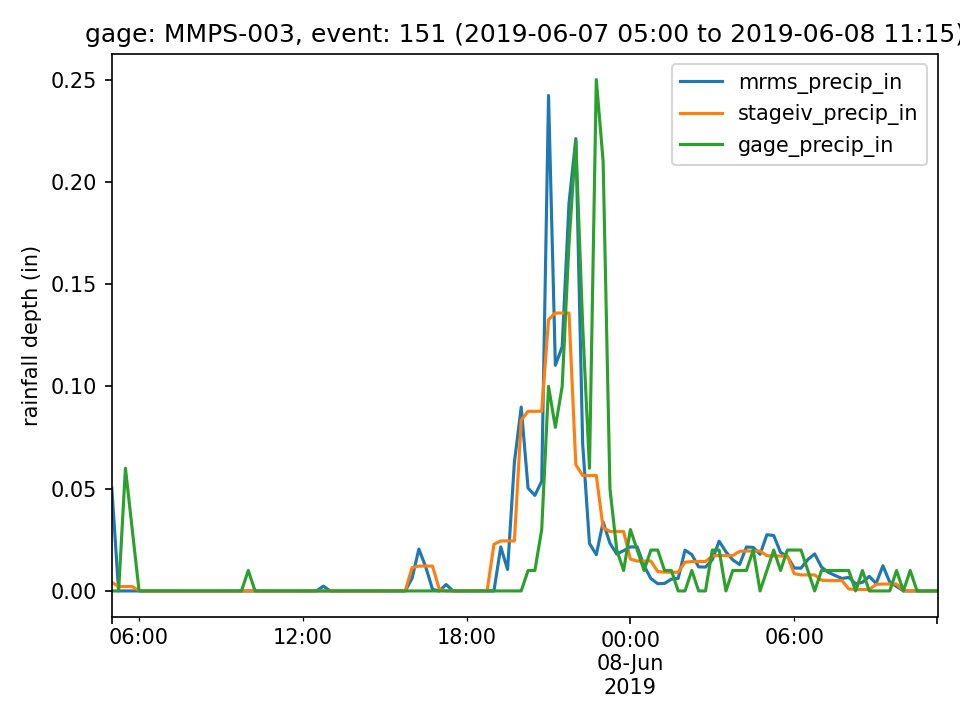 gage: MMPS-003, event: 151 (2019-06-07 05:00 to 2019-06-08 11:15)
mrms_precip_in
stageiv_precip_in
gage_precip_in
rainfall depth (in)
0.25
0.20
0.15
0.10
0.05
0.00
06:00
12:00
18:00
00:00
08-Jun
2019
06:00